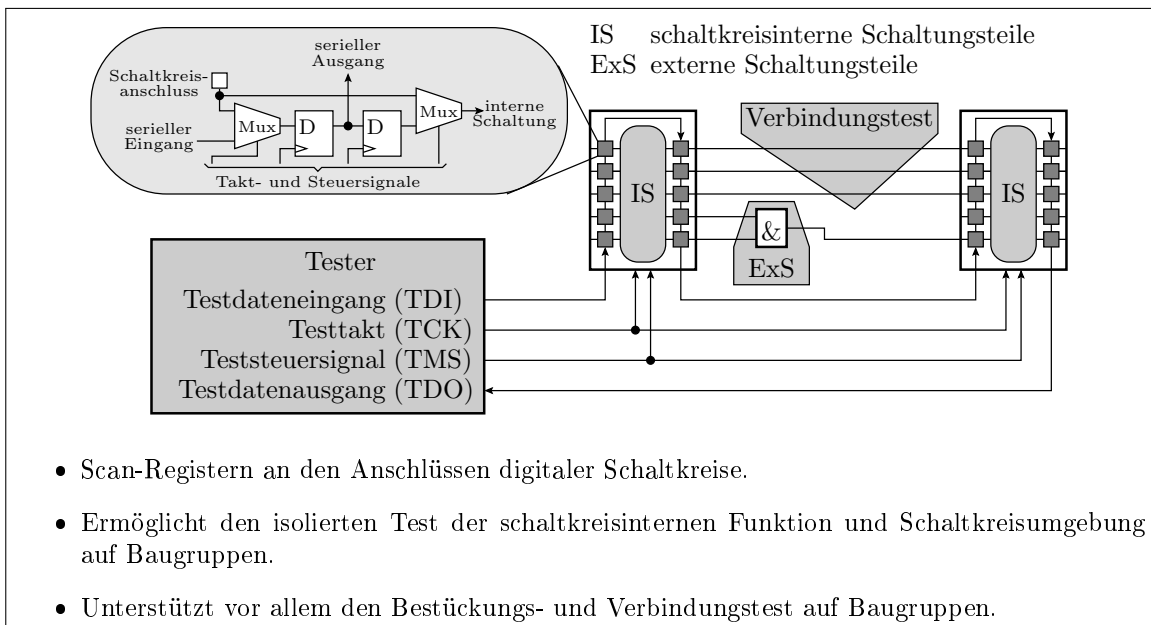 serieller
Ausgang
Schaltkreis-
anschluss
serieller
Eingang
Mux
D
D
Mux
interne
Schaltung
Takt- und Steuersignale
IS schaltkreisinterne Schaltungsteile
ExS externe Schaltungsteile
Verbindungstest
IS
IS
&
ExS
Tester
Testdateneingang (TDI)
Testtakt (TCK)
Teststeuersignal (TMS)
Testdatenausgang (TDO)
• Scan-Registern an den Anschlüssen digitaler Schaltkreise.
• Ermöglicht den isolierten Test der schaltkreisinternen Funktion und Schaltkreisumgebung
auf Baugruppen.
• Unterstützt vor allem den Bestückungs- und Verbindungstest auf Baugruppen.